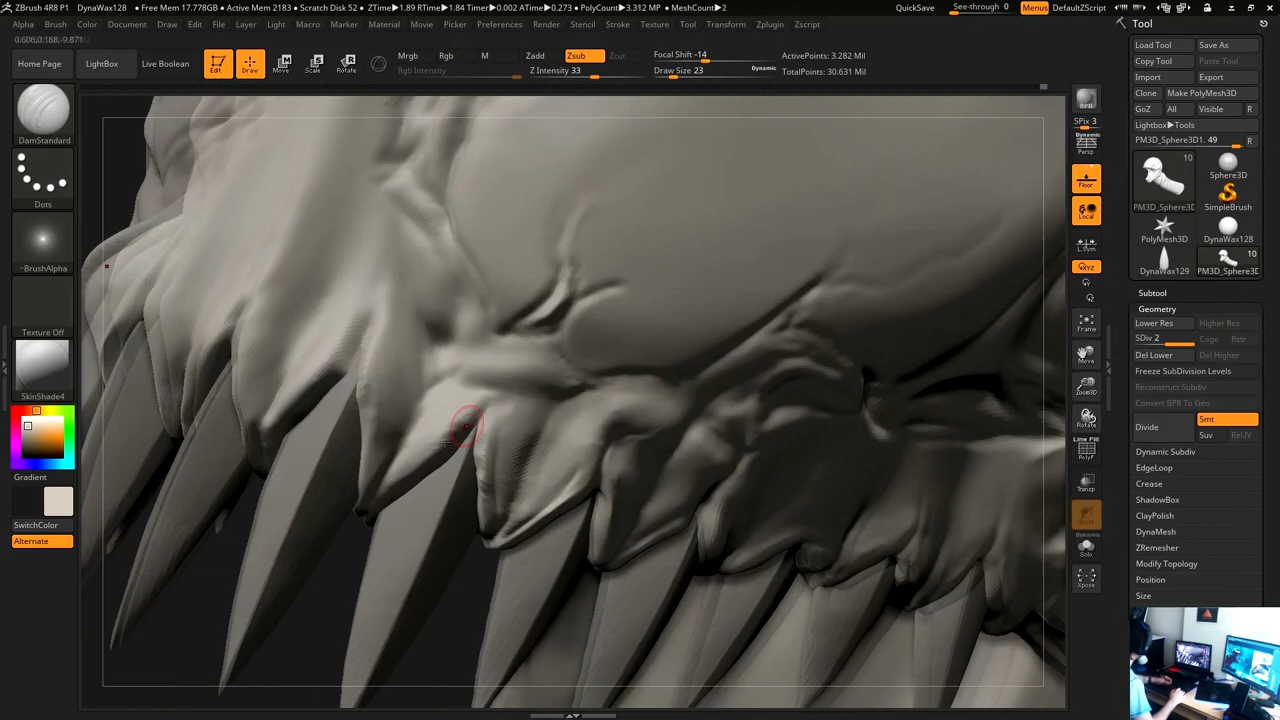 ZBrush 4R8 P1 DynaWax128 • Free Mem 17.778GB • Active Mem 2183 • Scratch Disk 52 • ZTime▶1.89 RTime▶1.84 Timer▶0.002 ATime▶0.273 • PolyCount▶3.312 MP • MeshCount▶2 QuickSave See-through 0 Menus DefaultZScript
Alpha Brush Color Document Draw Edit File Layer Light Macro Marker Material Movie Picker Preferences Render Stencil Stroke Texture Tool Transform Zplugin Zscript
Tool
Load Tool Save As
Copy Tool Paste Tool
Import Export
Clone Make PolyMesh3D
GoZ All Visible R
Lightbox▶Tools
PM3D_Sphere3D1. 49 R
10
PM3D_Sphere3D
Sphere3D
SimpleBrush
PolyMesh3D DynaWax128
10
DynaWax129 PM3D_Sphere3D
Subtool
Geometry
Lower Res Higher Res
SDiv 2 Cage Rstr
Del Lower Del Higher
Freeze SubDivision Levels
Reconstruct Subdiv
Convert BPR To Geo
Divide Smt
Suv ReUV
Dynamic Subdiv
EdgeLoop
Crease
ShadowBox
ClayPolish
DynaMesh
ZRemesher
Modify Topology
Position
Size
Home Page LightBox Live Boolean Edit Draw Move Scale Rotate
Mrgb Rgb M
Rgb Intensity
Zadd Zsub Zcut
Z Intensity 33
Focal Shift -14
Draw Size 23 Dynamic
ActivePoints: 3.282 Mil
TotalPoints: 30.631 Mil
DamStandard
Dots
~BrushAlpha
Texture Off
SkinShade4
Gradient
SwitchColor
Alternate
BPR
SPix 3
Dynamic
Persp
Floor
Local
L.Sym
XYZ
Frame
Move
Zoom3D
Rotate
Line Fill
PolyF
Transp
Ghost
Dynamic
Solo
Xpose